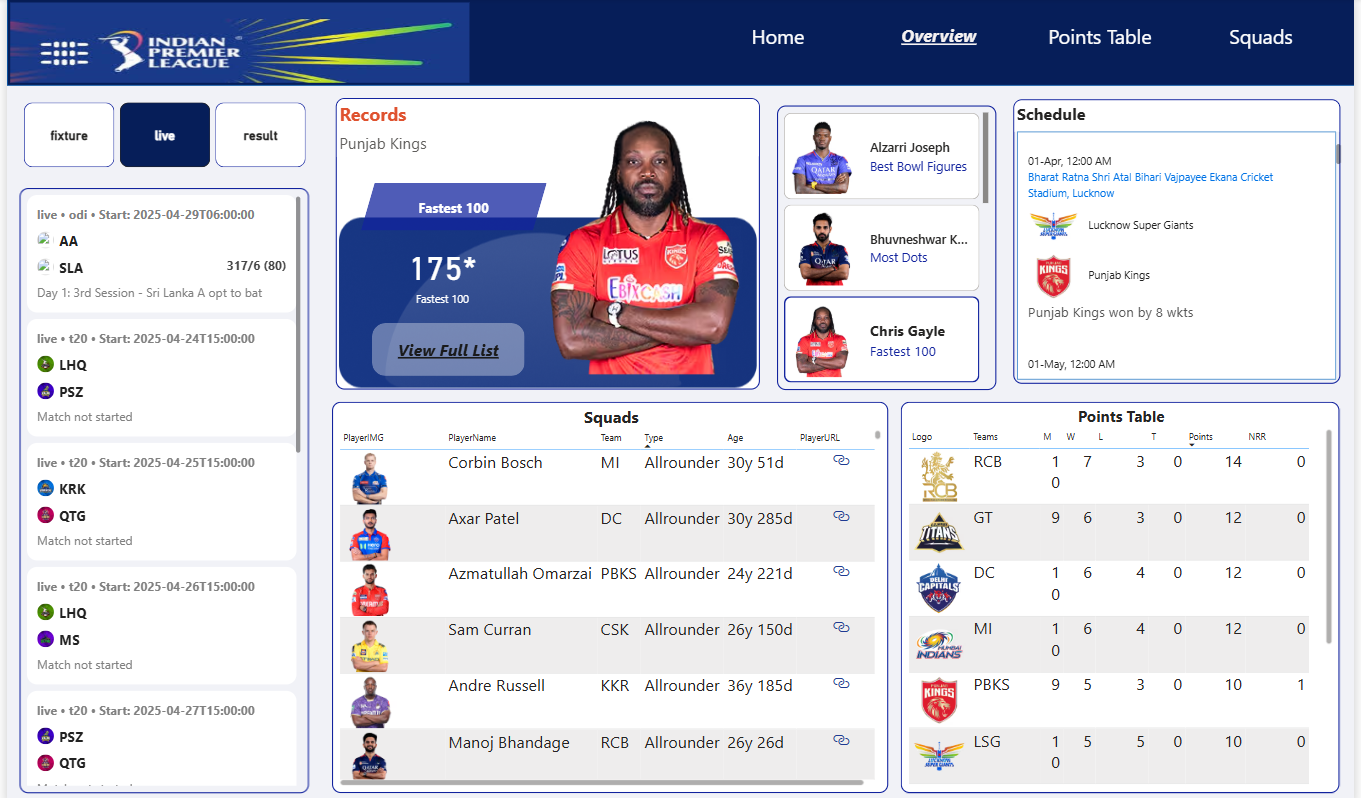 INDIAN
PREMIER
LEAGUE
Home
Overview
Points Table
Squads
fixture
live
result
live • odi • Start: 2025-04-29T06:00:00
AA
SLA
317/6 (80)
Day 1: 3rd Session - Sri Lanka A opt to bat
live • t20 • Start: 2025-04-24T15:00:00
LHQ
PSZ
Match not started
live • t20 • Start: 2025-04-25T15:00:00
KRK
QTG
Match not started
live • t20 • Start: 2025-04-26T15:00:00
LHQ
MS
Match not started
live • t20 • Start: 2025-04-27T15:00:00
PSZ
QTG
Records
Punjab Kings
Fastest 100
175*
Fastest 100
View Full List
LOTUS
EBIXCASH
Alzarri Joseph
Best Bowl Figures
Bhuvneshwar K...
Most Dots
Chris Gayle
Fastest 100
Schedule
01-Apr, 12:00 AM
Bharat Ratna Shri Atal Bihari Vajpayee Ekana Cricket
Stadium, Lucknow
Lucknow Super Giants
KINGS
Punjab Kings
Punjab Kings won by 8 wkts
01-May, 12:00 AM
Squads
PlayerIMG PlayerName Team Type Age PlayerURL
Corbin Bosch MI Allrounder 30y 51d
Axar Patel DC Allrounder 30y 285d
Azmatullah Omarzai PBKS Allrounder 24y 221d
Sam Curran CSK Allrounder 26y 150d
Andre Russell KKR Allrounder 36y 185d
Manoj Bhandage RCB Allrounder 26y 26d
Points Table
Logo Teams M W L T Points NRR
RCB RCB 10 7 3 0 14 0
TITANS GT 9 6 3 0 12 0
DELHI CAPITALS DC 10 6 4 0 12 0
MUMBAI INDIANS MI 10 6 4 0 12 0
KINGS PBKS 9 5 3 0 10 1
LSG 10 5 5 0 10 0